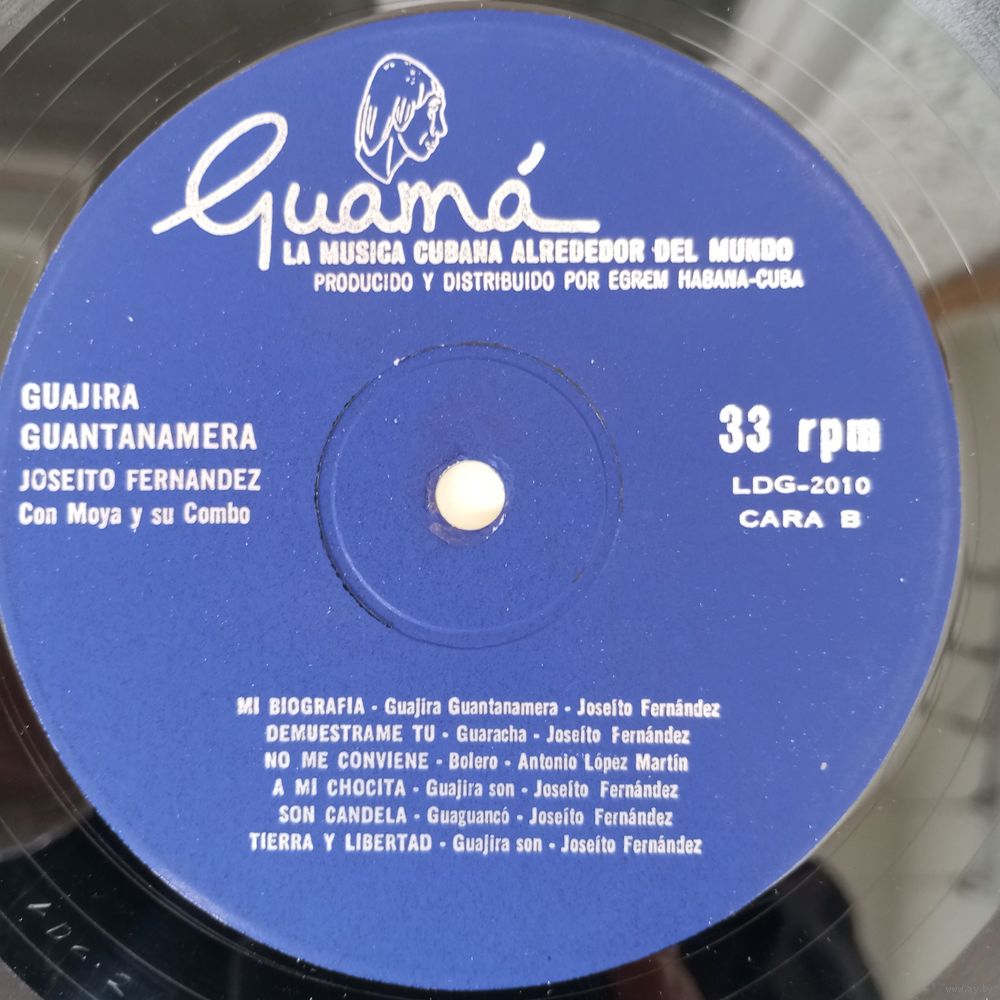 Guamá
LA MUSICA CUBANA ALREDEDOR DEL MUNDO
PRODUCIDO Y DISTRIBUIDO POR EGREM HABANA-CUBA
GUAJIRA
GUANTANAMERA
JOSEITO FERNANDEZ
Con Moya y su Combo
33 rpm
LDG-2010
CARA B
MI BIOGRAFIA - Guajira Guantanamera - Joseíto Fernández
DEMUESTRAME TU - Guaracha - Joseíto Fernández
NO ME CONVIENE - Bolero - Antonio López Martín
A MI CHOCITA - Guajira son - Joseíto Fernández
SON CANDELA - Guaguancó - Joseíto Fernández
TIERRA Y LIBERTAD - Guajira son - Joseíto Fernández
www.ay.by